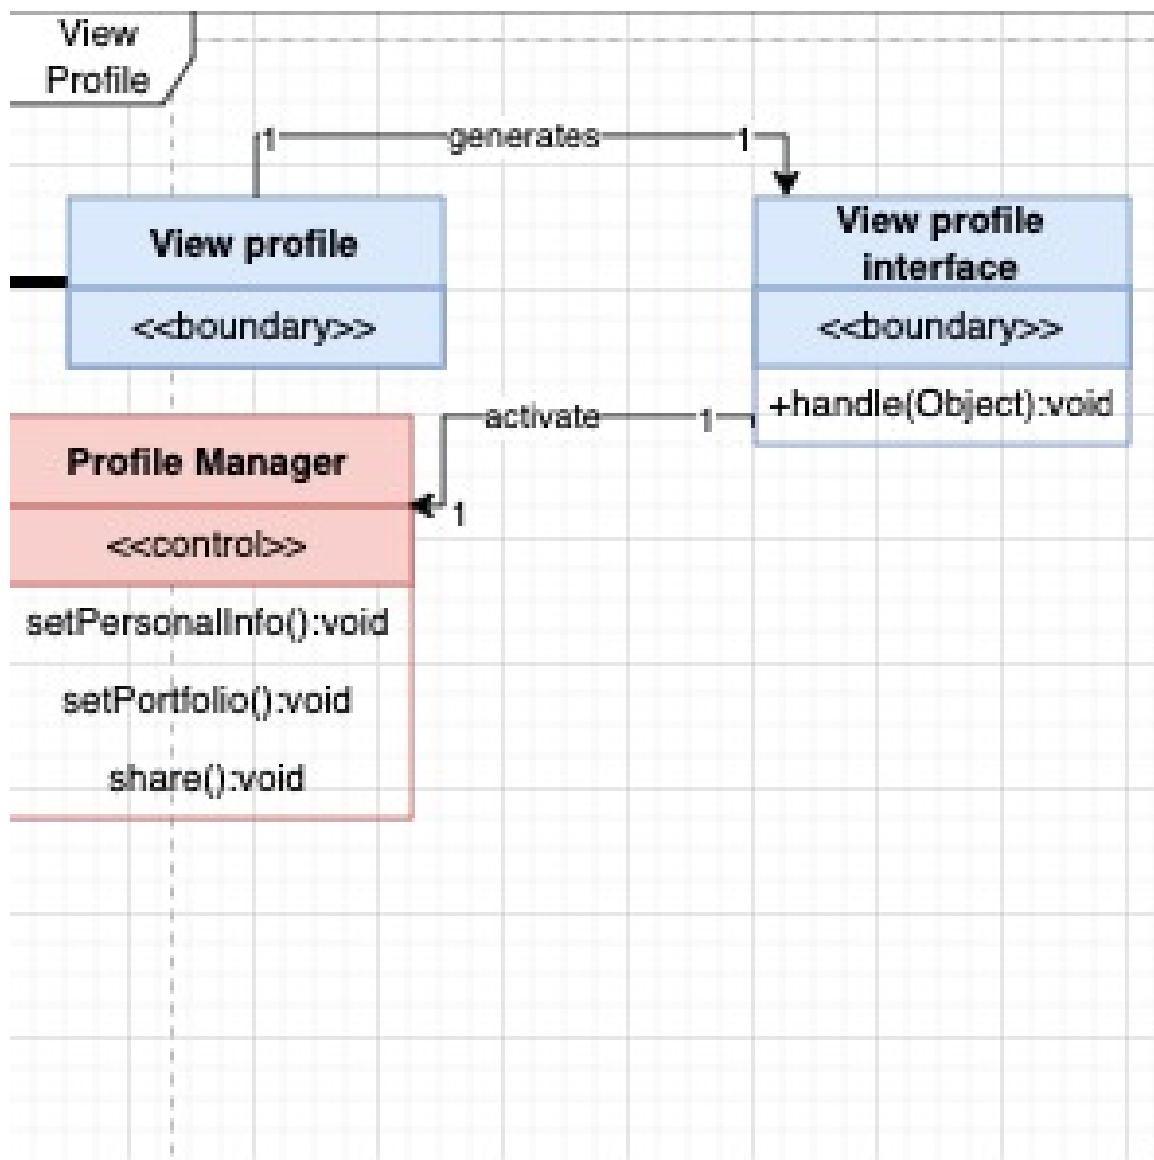 View
Profile
1 generates 1
View profile
<<boundary>>
View profile
interface
<<boundary>>
+handle(Object):void
activate 1
1
Profile Manager
<<control>>
setPersonalInfo():void
setPortfolio():void
share():void